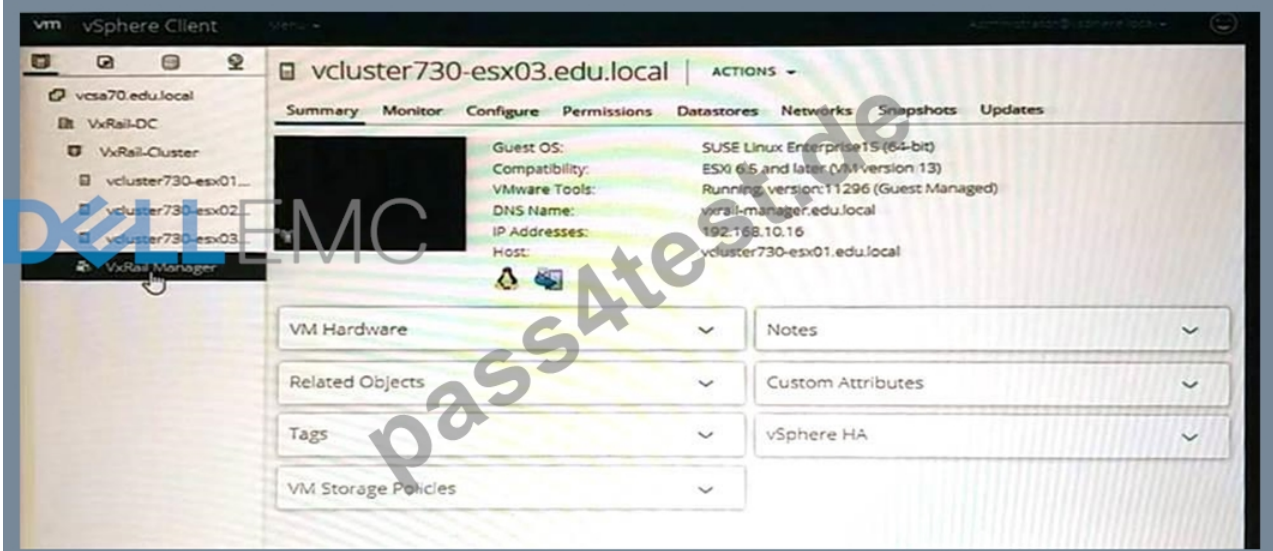 vm vSphere Client Menu
vcluster730-esx03.edu.local | ACTIONS
vcsa70.edu.local
VxRail-DC
VxRail-Cluster
vcluster730-esx01...
vcluster730-esx02...
vcluster730-esx03...
VxRail Manager
Summary Monitor Configure Permissions Datastores Networks Snapshots Updates
Guest OS: SUSE Linux Enterprise15 (64-bit)
Compatibility: ESXi 6.5 and later (VM version 13)
VMware Tools: Running, version:11296 (Guest Managed)
DNS Name: vxrail-manager.edu.local
IP Addresses: 192.168.10.16
Host: vcluster730-esx01.edu.local
VM Hardware
Notes
Related Objects
Custom Attributes
Tags
vSphere HA
VM Storage Policies
DELLEMC
pass4test.de